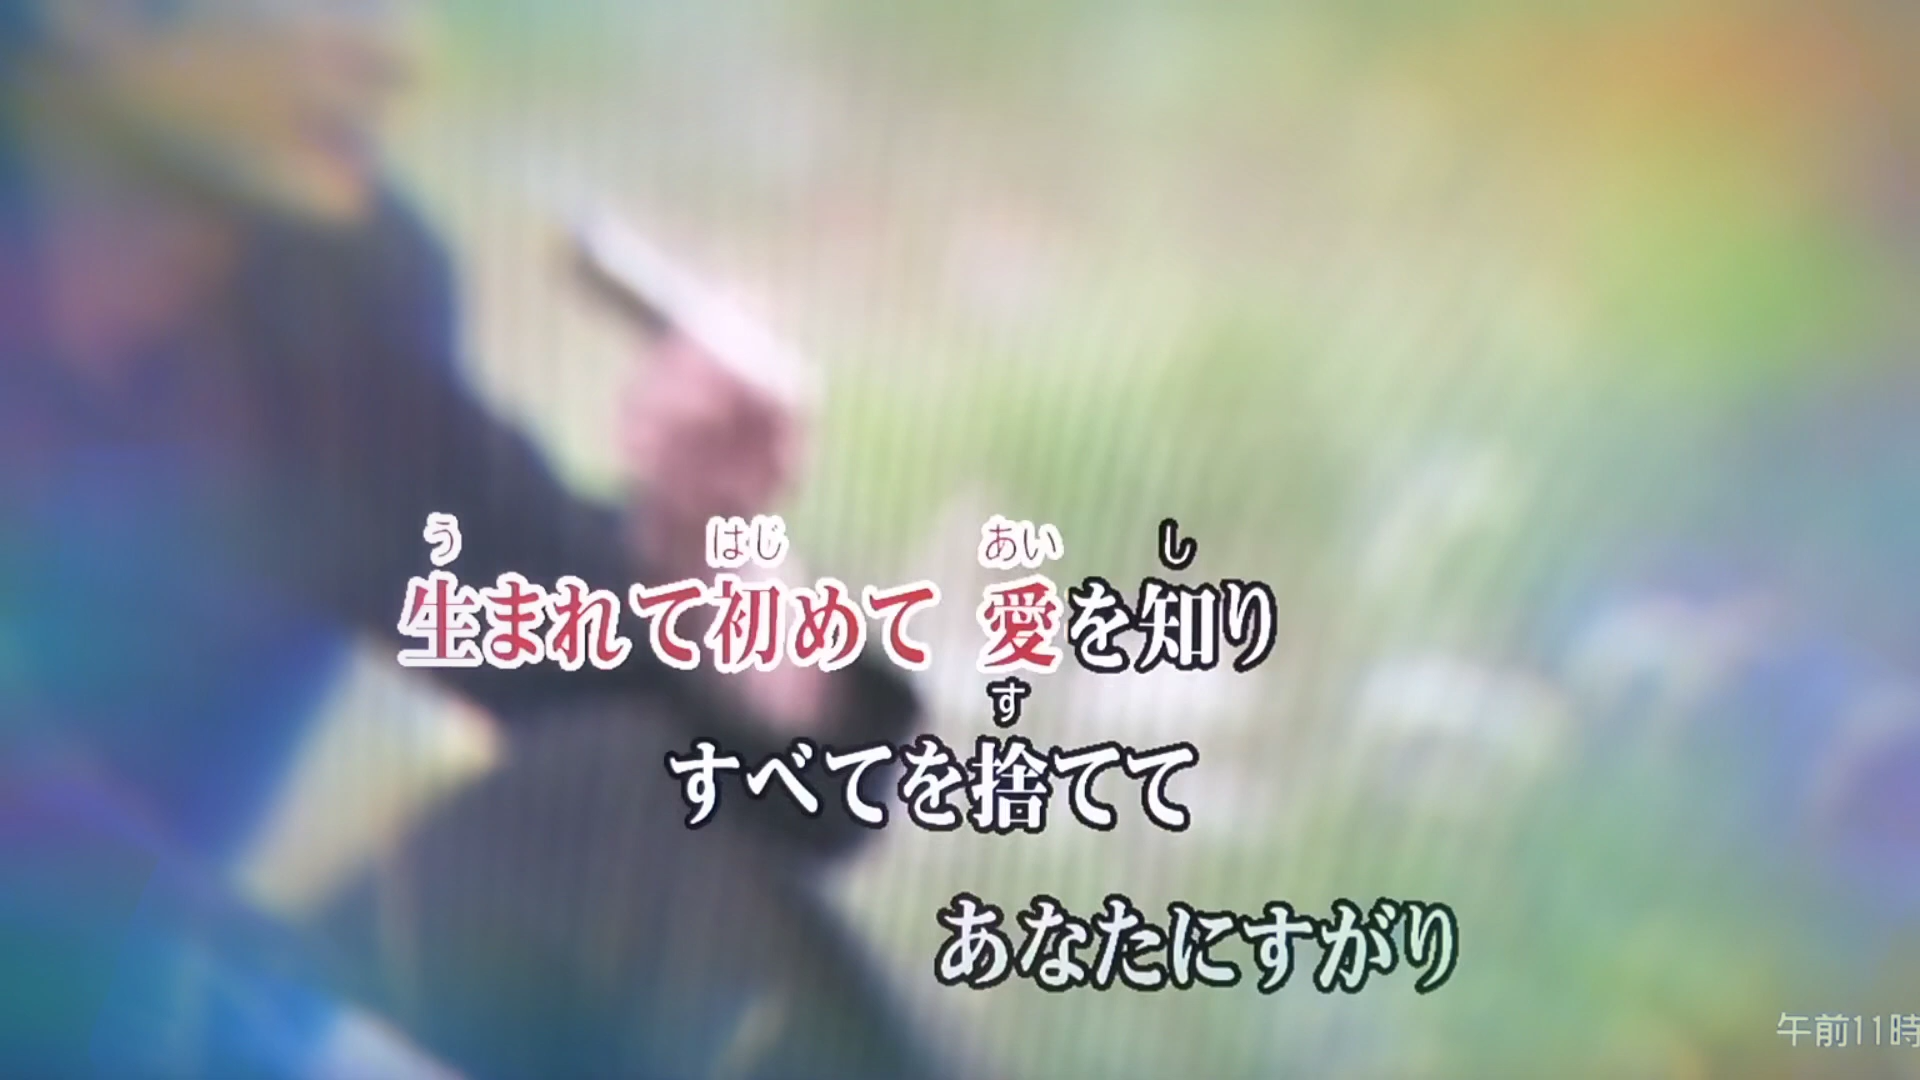 う はじ あい し
生まれて初めて 愛を知り
す
すべてを捨てて
あなたにすがり
午前11時